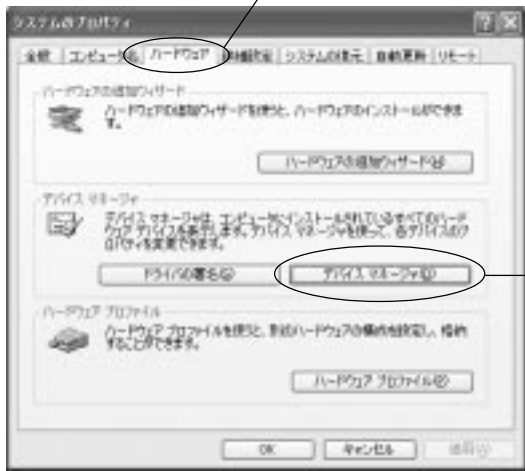 システムのプロパティ
全般 コンピュータ名 ハードウェア 詳細設定 システムの復元 自動更新 リモート
ハードウェアの追加ウィザード
ハードウェアの追加ウィザードを使うと、ハードウェアのインストールができます。
ハードウェアの追加ウィザード(H)
デバイス マネージャ
デバイス マネージャは、コンピュータにインストールされているすべてのハード
ウェア デバイスを表示します。デバイス マネージャを使って、各デバイスのプ
ロパティを変更できます。
ドライバの署名(S) デバイス マネージャ(D)
ハードウェア プロファイル
ハードウェア プロファイルを使うと、別のハードウェアの構成を設定し、格納
することができます。
ハードウェア プロファイル(P)
OK キャンセル 適用(A)